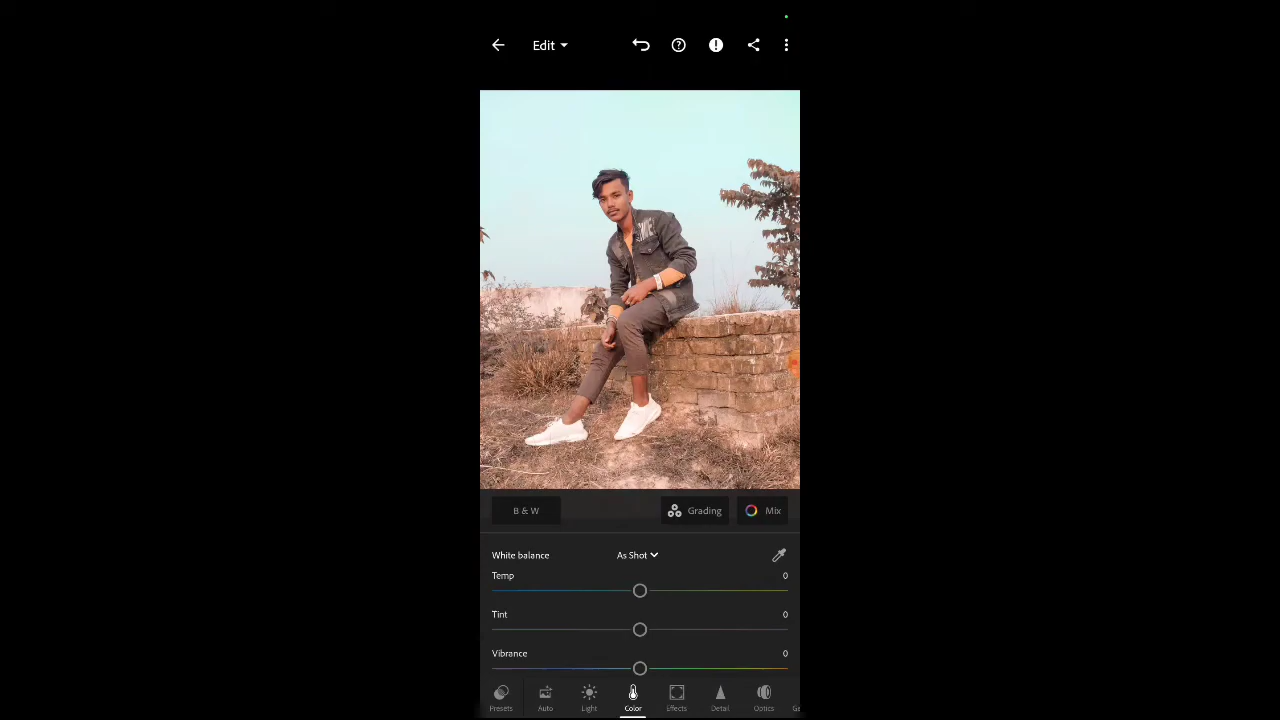 Edit
B & W
Grading
Mix
White balance
As Shot
Temp
0
Tint
0
Vibrance
0
Presets
Auto
Light
Color
Effects
Detail
Optics